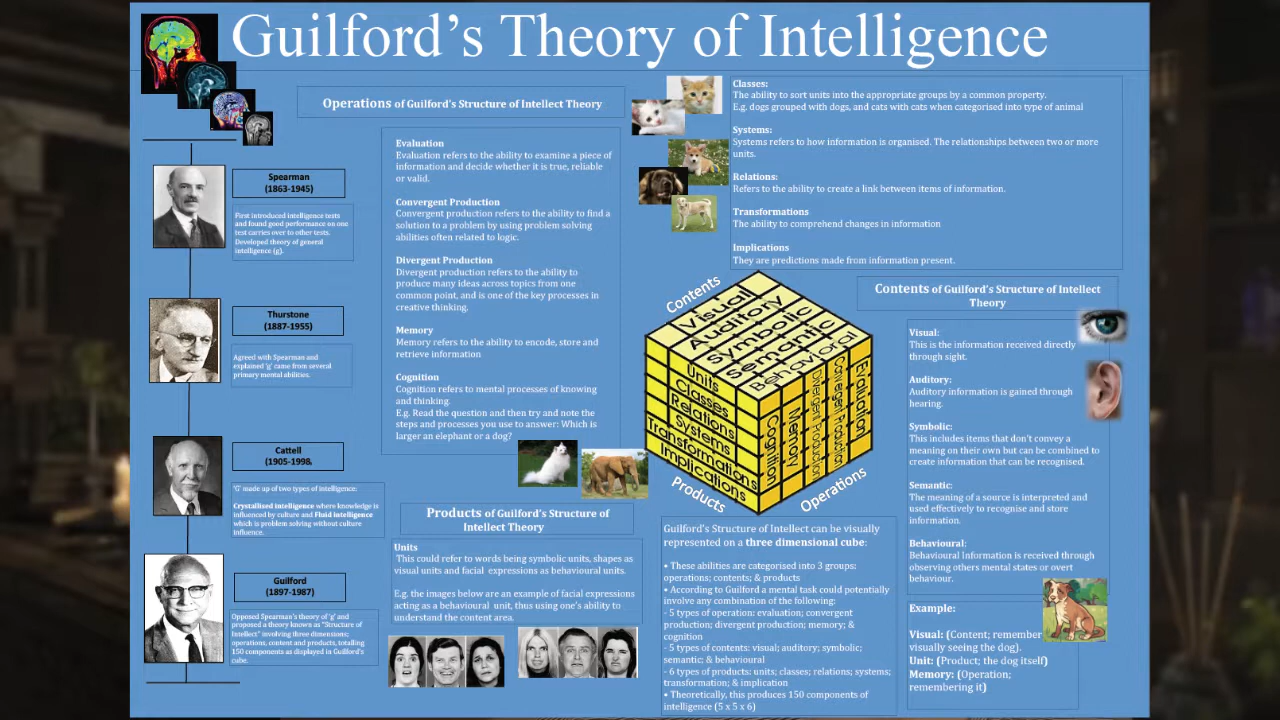 Guilford's Theory of Intelligence
Spearman
(1863-1945)
First introduced intelligence tests
and found good performance on one
test carries over to other tests.
Developed theory of general
intelligence (g).
Thurstone
(1887-1955)
Agreed with Spearman and
explained 'g' came from several
primary mental abilities.
Cattell
(1905-1998)
'G' made up of two types of intelligence:
Crystallized intelligence where knowledge is
influenced by culture and Fluid intelligence
which is problem solving without culture
influence.
Guilford
(1897-1987)
Opposed Spearman's theory of 'g' and
proposed a theory known as "Structure of
Intellect" involving three dimensions;
operations, content and products, totalling
150 components as displayed in Guilford's
cube.
Operations of Guilford's Structure of Intellect Theory
Evaluation
Evaluation refers to the ability to examine a piece of
information and decide whether it is true, reliable
or valid.
Convergent Production
Convergent production refers to the ability to find a
solution to a problem by using problem solving
abilities often related to logic.
Divergent Production
Divergent production refers to the ability to
produce many ideas across topics from one
common point, and is one of the key processes in
creative thinking.
Memory
Memory refers to the ability to encode, store and
retrieve information
Cognition
Cognition refers to mental processes of knowing
and thinking.
E.g. Read the question and then try and note the
steps and processes you use to answer: Which is
larger an elephant or a dog?
Products of Guilford's Structure of
Intellect Theory
Units
This could refer to words being symbolic units, shapes as
visual units and facial expressions as behavioural units.
E.g. the images below are an example of facial expressions
acting as a behavioural unit, thus using one's ability to
understand the content area.
Classes:
The ability to sort units into the appropriate groups by a common property.
E.g. dogs grouped with dogs, and cats with cats when categorised into type of animal
Systems:
Systems refers to how information is organised. The relationships between two or more
units.
Relations:
Refers to the ability to create a link between items of information.
Transformations
The ability to comprehend changes in information
Implications
They are predictions made from information present.
Contents
Visual
Auditory
Symbolic
Semantic
Behavioral
Units
Classes
Relations
Systems
Transformations
Implications
Products
Cognition
Memory
Divergent Production
Convergen Production
Evaluation
Operations
Guilford's Structure of Intellect can be visually
represented on a three dimensional cube:
• These abilities are categorised into 3 groups:
operations; contents; & products
• According to Guilford a mental task could potentially
involve any combination of the following:
- 5 types of operation: evaluation; convergent
production; divergent production; memory; &
cognition
- 5 types of contents: visual; auditory; symbolic;
semantic; & behavioural
- 6 types of products: units; classes; relations; systems;
transformation; & implication
• Theoretically, this produces 150 components of
intelligence (5 x 5 x 6)
Contents of Guilford's Structure of Intellect
Theory
Visual:
This is the information received directly
through sight.
Auditory:
Auditory information is gained through
hearing.
Symbolic:
This includes items that don't convey a
meaning on their own but can be combined to
create information that can be recognised.
Semantic:
The meaning of a source is interpreted and
used effectively to recognise and store
information.
Behavioural:
Behavioural Information is received through
observing others mental states or overt
behaviour.
Example:
Visual: (Content; remember
visually seeing the dog).
Unit: (Product; the dog itself)
Memory: (Operation;
remembering it)